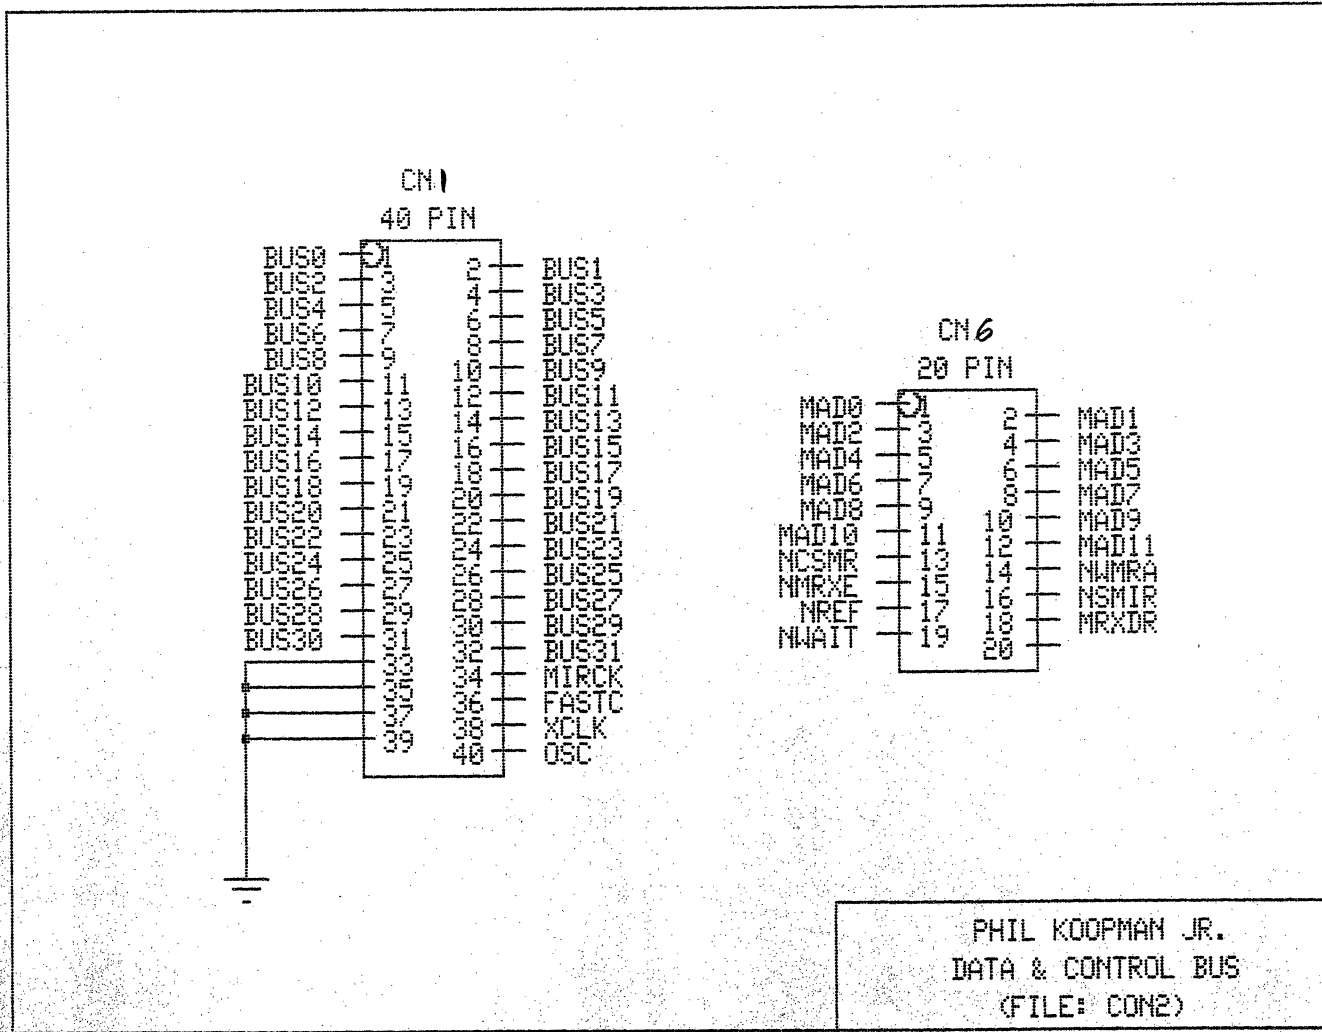 CN1
40 PIN
BUS0 1 2 BUS1
BUS2 3 4 BUS3
BUS4 5 6 BUS5
BUS6 7 8 BUS7
BUS8 9 10 BUS9
BUS10 11 12 BUS11
BUS12 13 14 BUS13
BUS14 15 16 BUS15
BUS16 17 18 BUS17
BUS18 19 20 BUS19
BUS20 21 22 BUS21
BUS22 23 24 BUS23
BUS24 25 26 BUS25
BUS26 27 28 BUS27
BUS28 29 30 BUS29
BUS30 31 32 BUS31
33 34 MIRCK
35 36 FASTC
37 38 XCLK
39 40 OSC
CN6
20 PIN
MAD0 1 2 MAD1
MAD2 3 4 MAD3
MAD4 5 6 MAD5
MAD6 7 8 MAD7
MAD8 9 10 MAD9
MAD10 11 12 MAD11
NCSMR 13 14 NWMRA
NMRXE 15 16 NSMIR
NREF 17 18 MRXDR
NWAIT 19 20
PHIL KOOPMAN JR.
DATA & CONTROL BUS
(FILE: CON2)